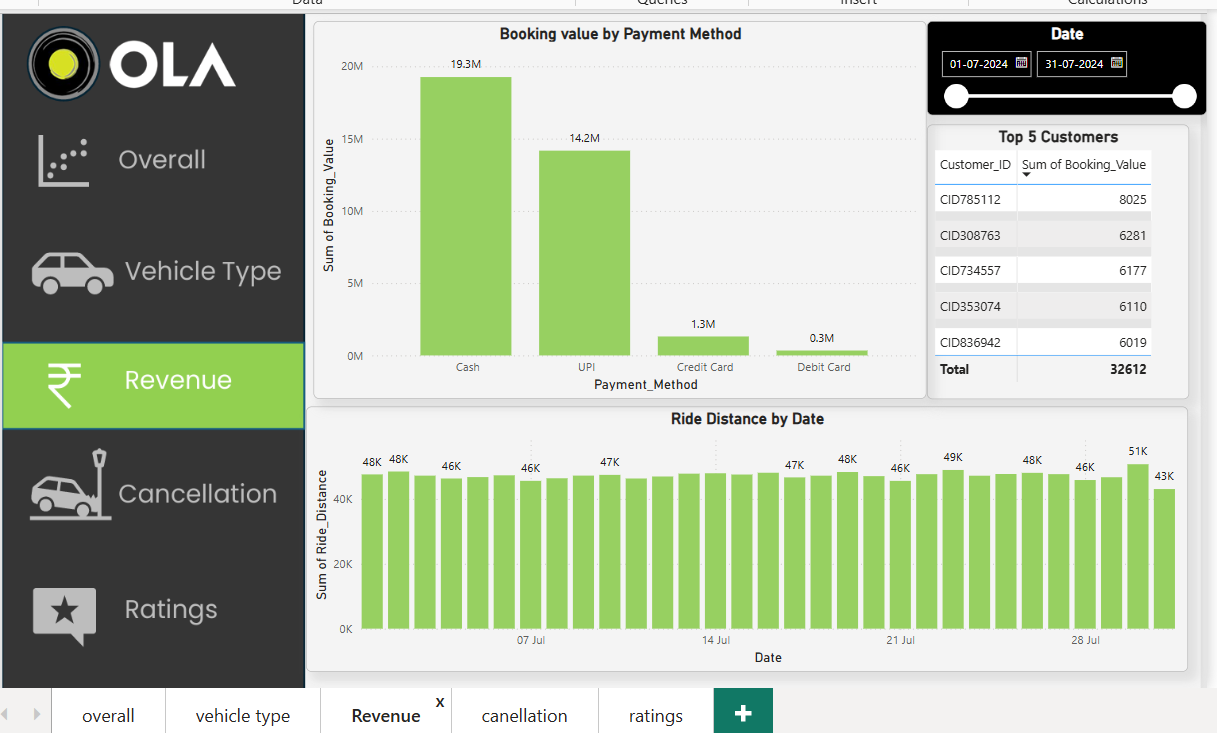 Data
Queries
Insert
Calculations
OLA
Overall
Vehicle Type
Revenue
Cancellation
Ratings
Booking value by Payment Method
Sum of Booking_Value
20M
15M
10M
5M
0M
19.3M
14.2M
1.3M
0.3M
Cash
UPI
Credit Card
Debit Card
Payment_Method
Date
01-07-2024
31-07-2024
Top 5 Customers
Customer_ID Sum of Booking_Value
CID785112 8025
CID308763 6281
CID734557 6177
CID353074 6110
CID836942 6019
Total 32612
Ride Distance by Date
Sum of Ride_Distance
40K
20K
0K
48K
48K
46K
46K
47K
47K
48K
46K
49K
48K
46K
51K
43K
07 Jul
14 Jul
21 Jul
28 Jul
Date
overall
vehicle type
Revenue
x
canellation
ratings
+